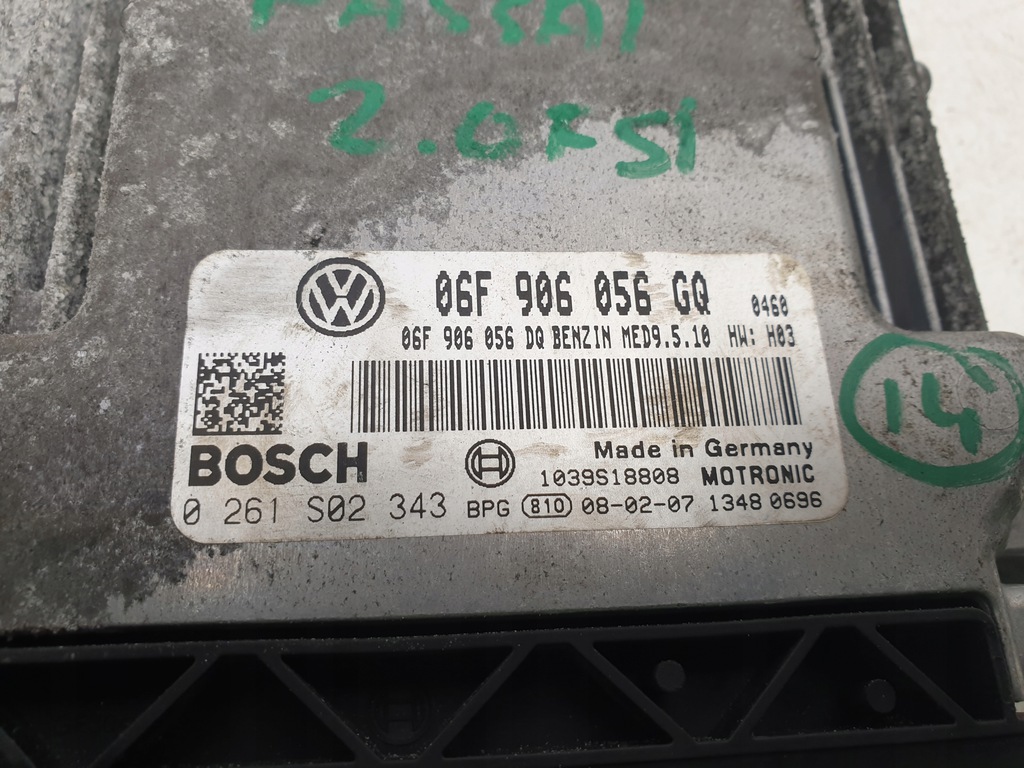 PASSAT
2.0FSI
06F 906 056 GQ 0460
06F 906 056 DQ BENZIN MED9.5.10 HW: H03
14
BOSCH
Made in Germany
1039S18808 MOTRONIC
0 261 S02 343 BPG 810 08-02-07 1348 0696